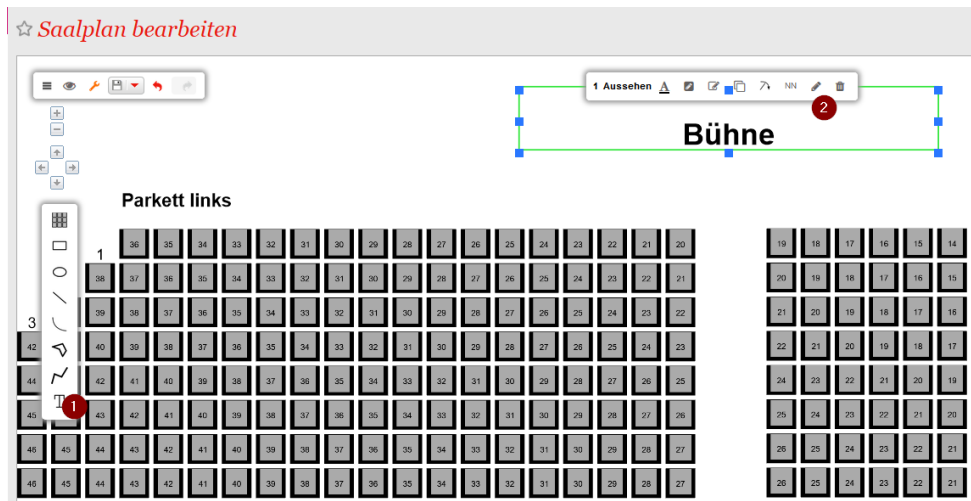 Saalplan bearbeiten
1 Aussehen A NN
2
Bühne
Parkett links
36 35 34 33 32 31 30 29 28 27 26 25 24 23 22 21 20 19 18 17 16 15 14
1
38 37 36 35 34 33 32 31 30 29 28 27 26 25 24 23 22 21 20 19 18 17 16 15
39 38 37 36 35 34 33 32 31 30 29 28 27 26 25 24 23 22 21 20 19 18 17 16
3
42 40 39 38 37 36 35 34 33 32 31 30 29 28 27 26 25 24 23 22 21 20 19 18 17
44 42 41 40 39 38 37 36 35 34 33 32 31 30 29 28 27 26 25 24 23 22 21 20 19
T 1
45 43 42 41 40 39 38 37 36 35 34 33 32 31 30 29 28 27 26 25 24 23 22 21 20
46 45 44 43 42 41 40 39 38 37 36 35 34 33 32 31 30 29 28 27 26 25 24 23 22 21
46 45 44 43 42 41 40 39 38 37 36 35 34 33 32 31 30 29 28 27 26 25 24 23 22 21